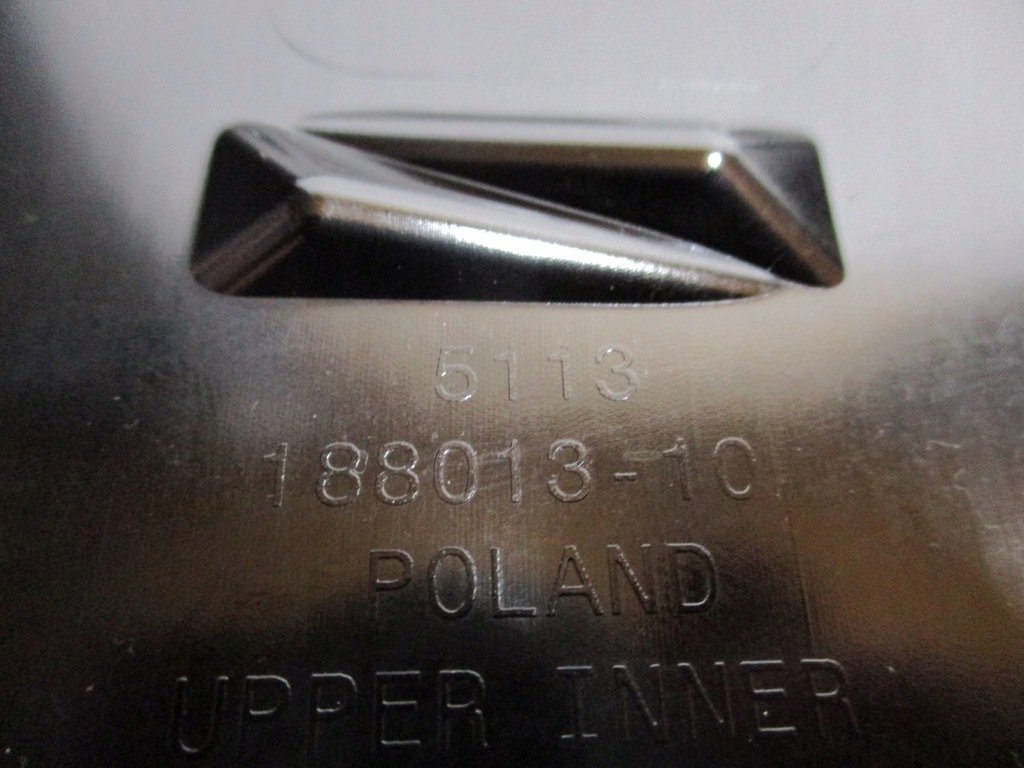 5113
188013-10
POLAND
UPPER INNER